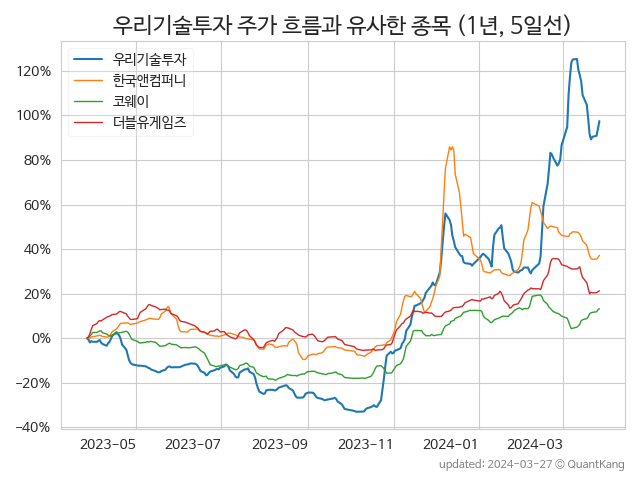 우리기술투자 주가 흐름과 유사한 종목 (1년, 5일선)
우리기술투자
한국앤컴퍼니
코웨이
더블유게임즈
120%
100%
80%
60%
40%
20%
0%
−20%
−40%
2023-05 2023-07 2023-09 2023-11 2024-01 2024-03
updated: 2024-03-27 © QuantKang